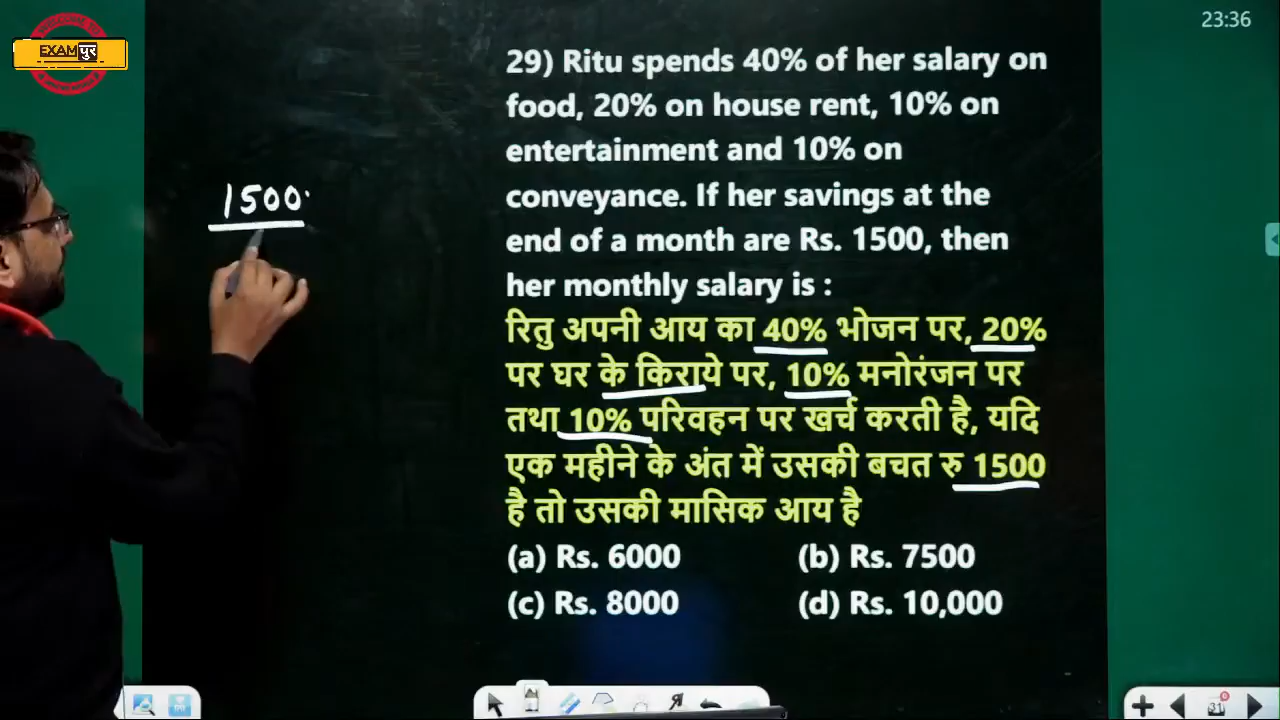 23:36
WELCOME TO
EXAM पुर
29) Ritu spends 40% of her salary on
food, 20% on house rent, 10% on
entertainment and 10% on
conveyance. If her savings at the
end of a month are Rs. 1500, then
her monthly salary is :
1500
रितु अपनी आय का 40% भोजन पर, 20%
पर घर के किराये पर, 10% मनोरंजन पर
तथा 10% परिवहन पर खर्च करती है, यदि
एक महीने के अंत में उसकी बचत रु 1500
है तो उसकी मासिक आय है
(a) Rs. 6000 (b) Rs. 7500
(c) Rs. 8000 (d) Rs. 10,000
31